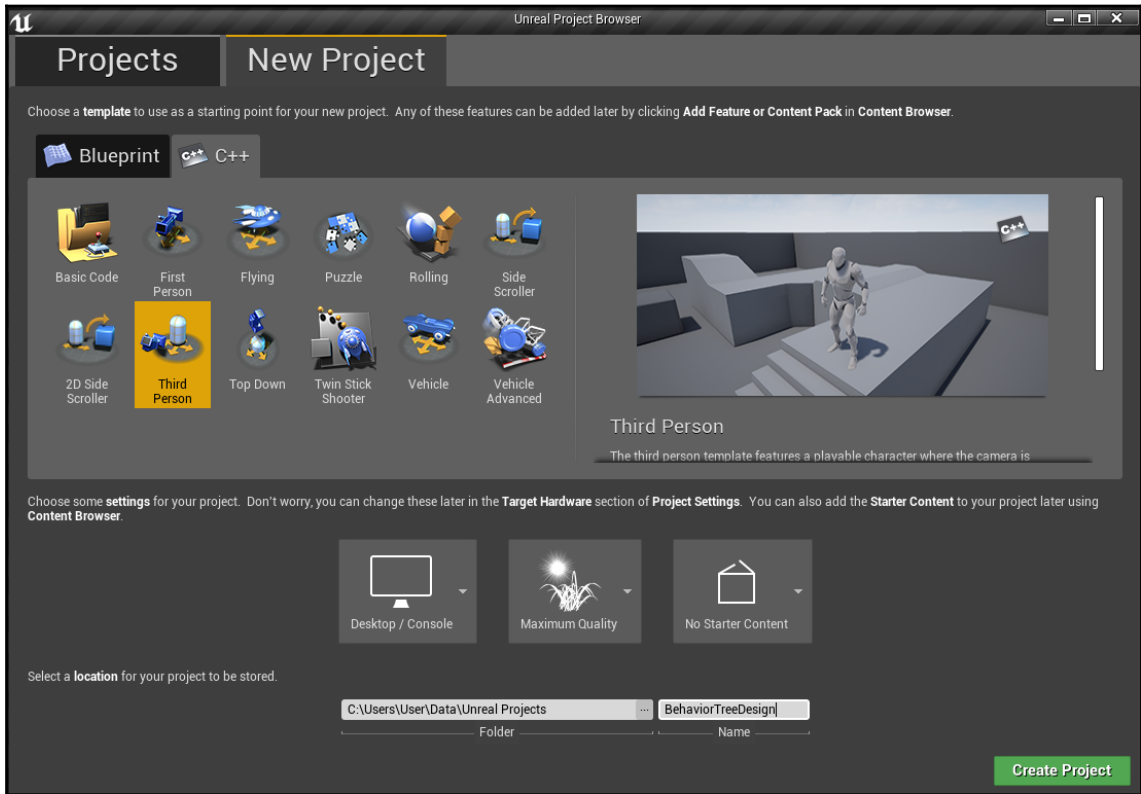 Unreal Project Browser
Projects
New Project
Choose a template to use as a starting point for your new project. Any of these features can be added later by clicking Add Feature or Content Pack in Content Browser.
Blueprint
C++
C++
Basic Code
First
Person
Flying
Puzzle
Rolling
Side
Scroller
2D Side
Scroller
Third
Person
Top Down
Twin Stick
Shooter
Vehicle
Vehicle
Advanced
C++
Third Person
The third person template features a playable character where the camera is
Choose some settings for your project. Don't worry, you can change these later in the Target Hardware section of Project Settings. You can also add the Starter Content to your project later using
Content Browser.
Desktop / Console
Maximum Quality
No Starter Content
Select a location for your project to be stored.
C:\Users\User\Data\Unreal Projects
...
BehaviorTreeDesign
Folder
Name
Create Project